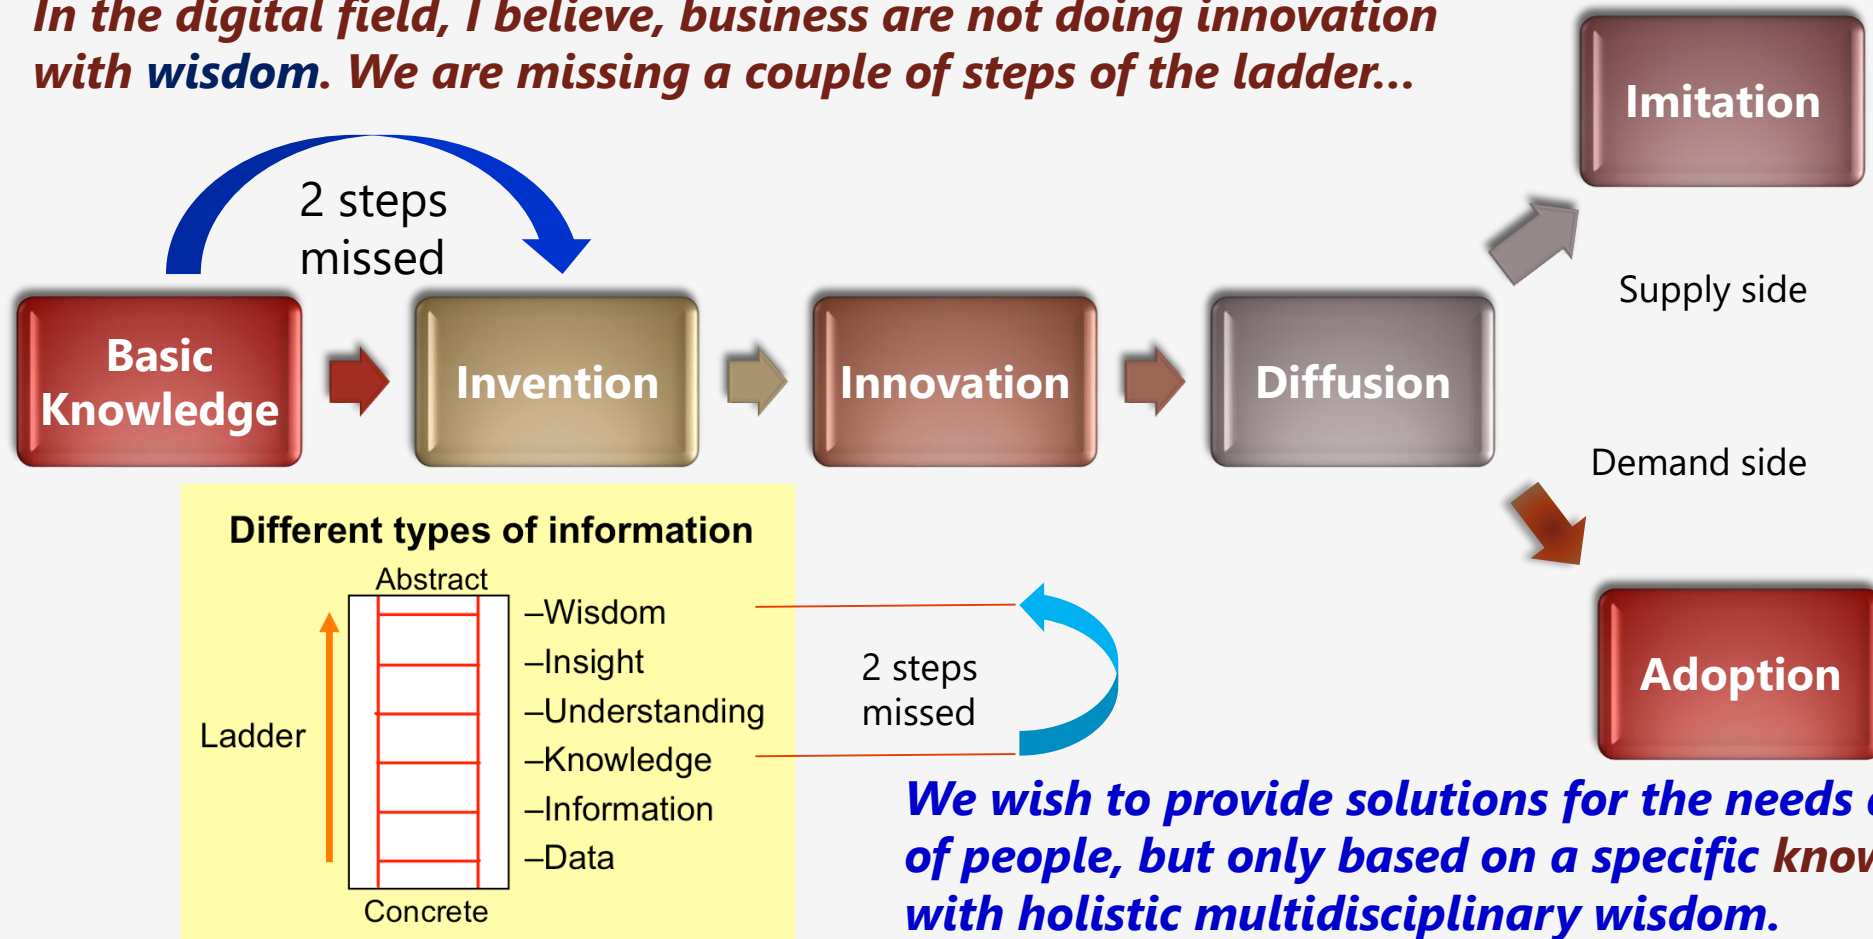 In the digital field, I believe, business are not doing innovation
with wisdom. We are missing a couple of steps of the ladder...
Imitation
2 steps
missed
Supply side
Basic
Knowledge
Invention
Innovation
Diffusion
Demand side
Different types of information
Abstract
–Wisdom
–Insight
–Understanding
–Knowledge
–Information
–Data
Ladder
Concrete
2 steps
missed
Adoption
We wish to provide solutions for the needs
of people, but only based on a specific
with holistic multidisciplinary wisdom.